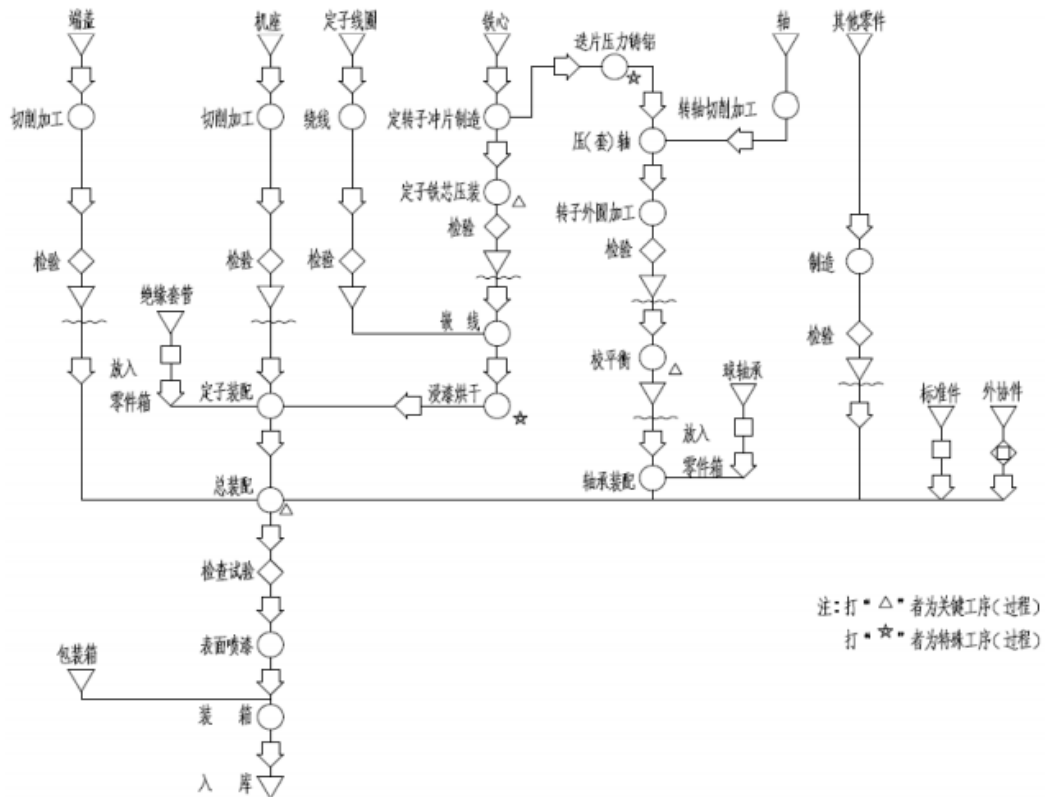 端盖
机座
定子线圈
铁心
迭片压力铸铝
轴
其他零件
切削加工
切削加工
绕线
定转子冲片制造
转轴切削加工
压(套)轴
定子铁芯压装
转子外圆加工
检验
检验
检验
检验
检验
制造
绝缘套管
嵌 线
检验
校平衡
放入
零件箱
球轴承
标准件
外协件
定子装配
浸漆烘干
放入
零件箱
总装配
轴承装配
检查试验
注:打"△"者为关键工序(过程)
打"☆"者为特殊工序(过程)
表面喷漆
包装箱
装 箱
入 库